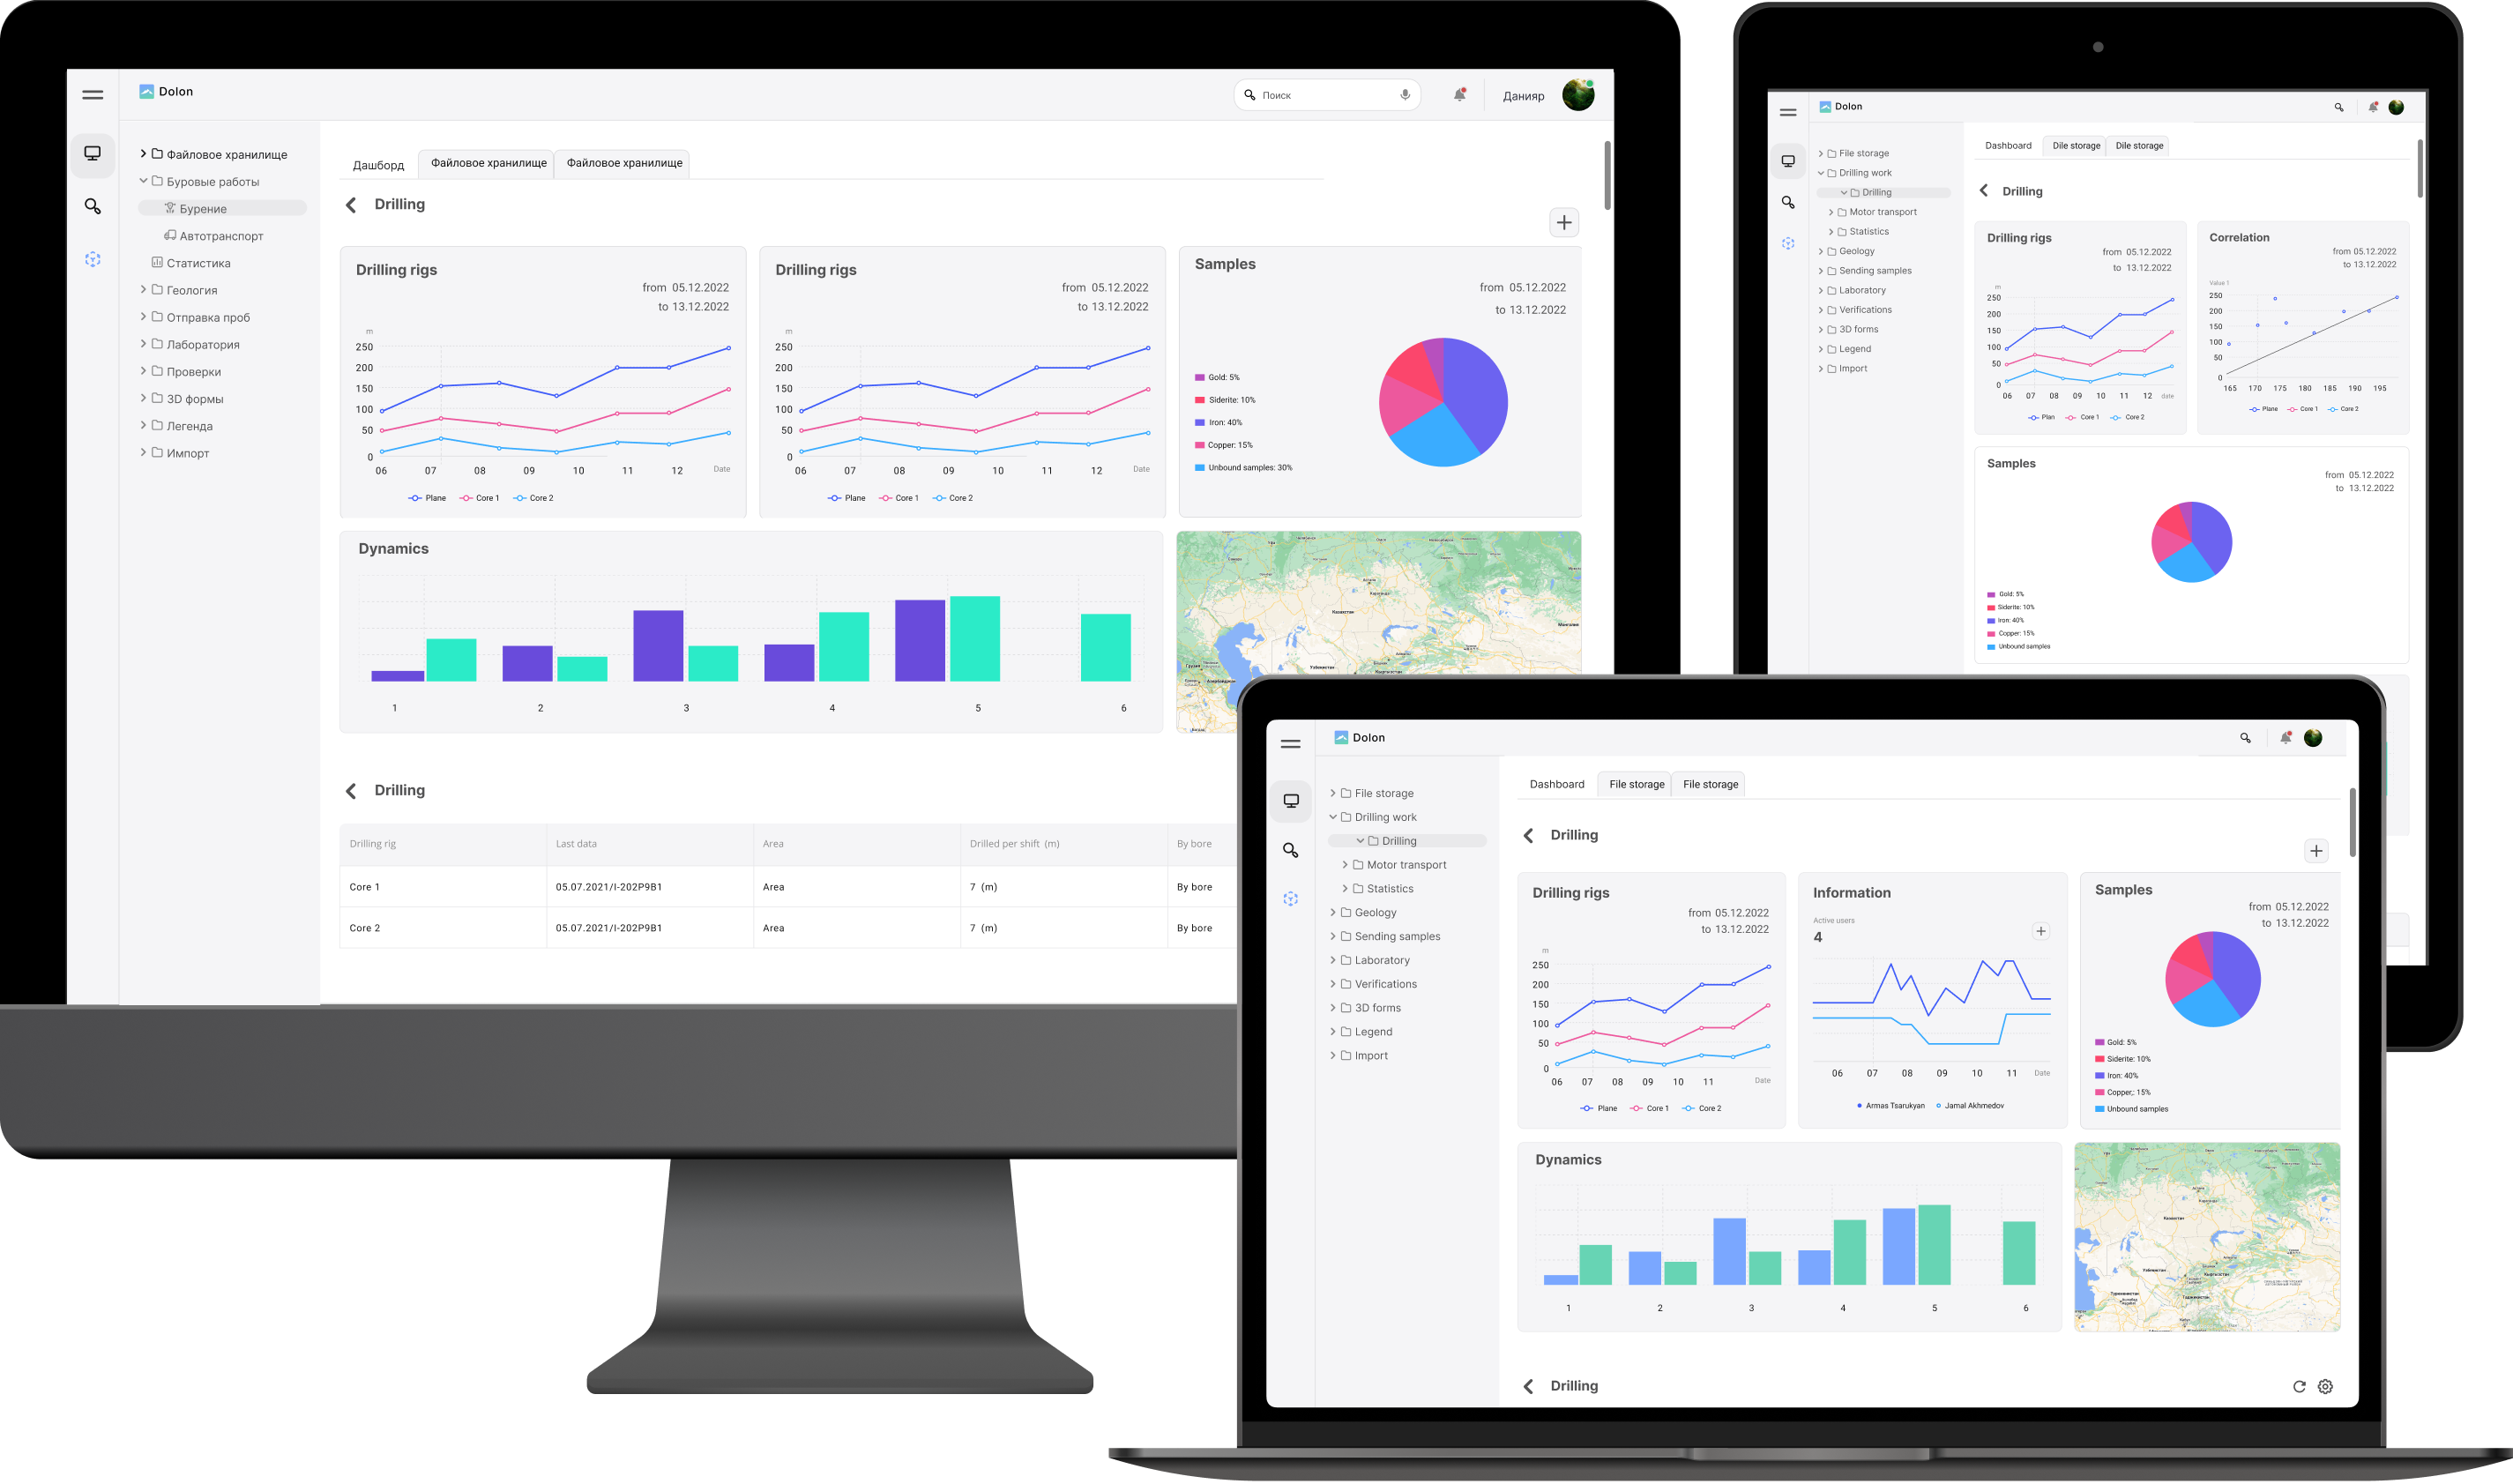 Dolon
Поиск
Данияр
Файловое хранилище
Буровые работы
Бурение
Автотранспорт
Статистика
Геология
Отправка проб
Лаборатория
Проверки
3D формы
Легенда
Импорт
Дашборд Файловое хранилище Файловое хранилище
Drilling
Drilling rigs
from 05.12.2022
to 13.12.2022
m
250
200
150
100
50
0
06 07 08 09 10 11 12 Date
Plane Core 1 Core 2
Drilling rigs
from 05.12.2022
to 13.12.2022
m
250
200
150
100
50
0
06 07 08 09 10 11 12 Date
Plane Core 1 Core 2
Samples
from 05.12.2022
to 13.12.2022
Gold: 5%
Siderite: 10%
Iron: 40%
Copper: 15%
Unbound samples: 30%
Dynamics
1 2 3 4 5 6
Казахстан
Узбекистан
Монголия
Drilling
Drilling rig Last data Area Drilled per shift (m) By bore
Core 1 05.07.2021/I-202P9B1 Area 7 (m) By bore
Core 2 05.07.2021/I-202P9B1 Area 7 (m) By bore
Dolon
File storage
Drilling work
Drilling
Motor transport
Statistics
Geology
Sending samples
Laboratory
Verifications
3D forms
Legend
Import
Dashboard Dile storage Dile storage
Drilling
Drilling rigs
from 05.12.2022
to 13.12.2022
m
250
200
150
100
50
0
06 07 08 09 10 11 12 date
Plan Core 1 Core 2
Correlation
from 05.12.2022
to 13.12.2022
Value 1
250
200
150
100
50
0
165 170 175 180 185 190 195
Plane Core 1 Core 2
Samples
from 05.12.2022
to 13.12.2022
Gold: 5%
Siderite: 10%
Iron: 40%
Copper: 15%
Unbound samples
Dolon
File storage
Drilling work
Drilling
Motor transport
Statistics
Geology
Sending samples
Laboratory
Verifications
3D forms
Legend
Import
Dashboard File storage File storage
Drilling
Drilling rigs
from 05.12.2022
to 13.12.2022
m
250
200
150
100
50
0
06 07 08 09 10 11 Date
Plane Core 1 Core 2
Information
Active users
4
06 07 08 09 10 11 Date
Armas Tsarukyan Jamal Akhmedov
Samples
from 05.12.2022
to 13.12.2022
Gold: 5%
Siderite: 10%
Iron: 40%
Copper,: 15%
Unbound samples
Dynamics
1 2 3 4 5 6
Казахстан
Узбекистан
Кыргызстан
Туркменистан
Таджикистан
Drilling